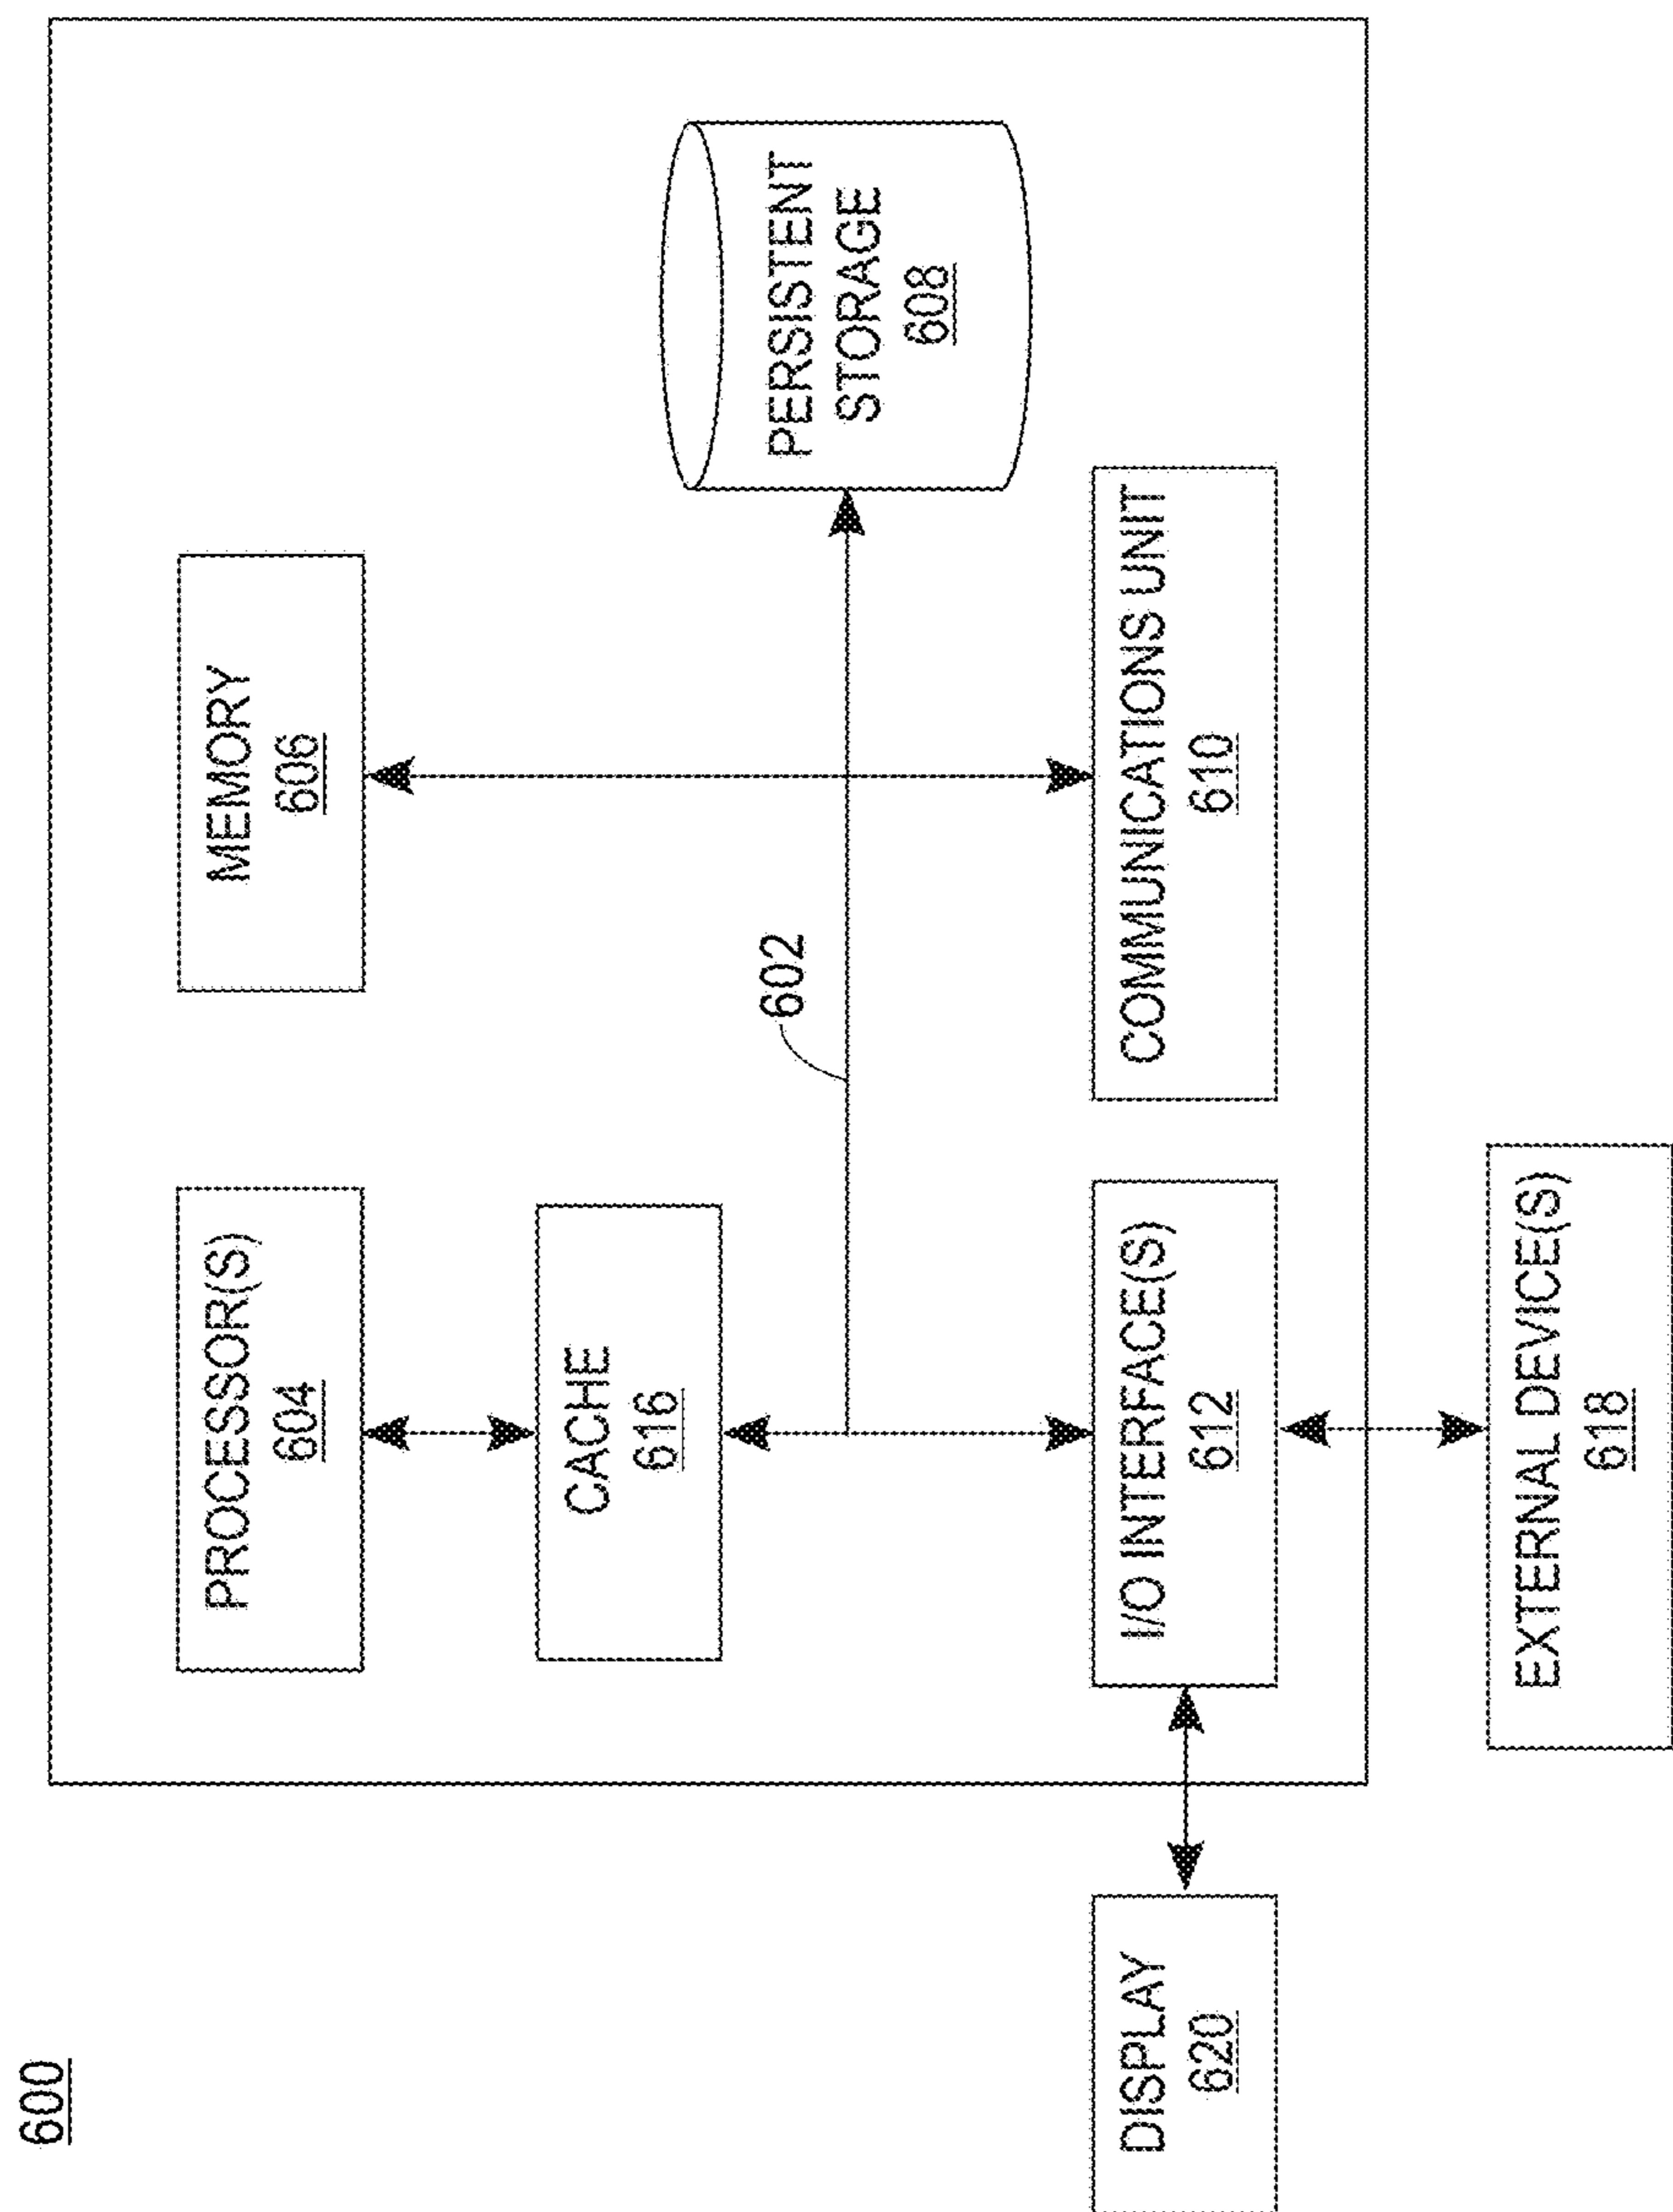 600
PROCESSOR(S)
604
MEMORY
606
CACHE
616
602
PERSISTENT
STORAGE
608
DISPLAY
620
I/O INTERFACE(S)
612
COMMUNICATIONS UNIT
610
EXTERNAL DEVICE(S)
618